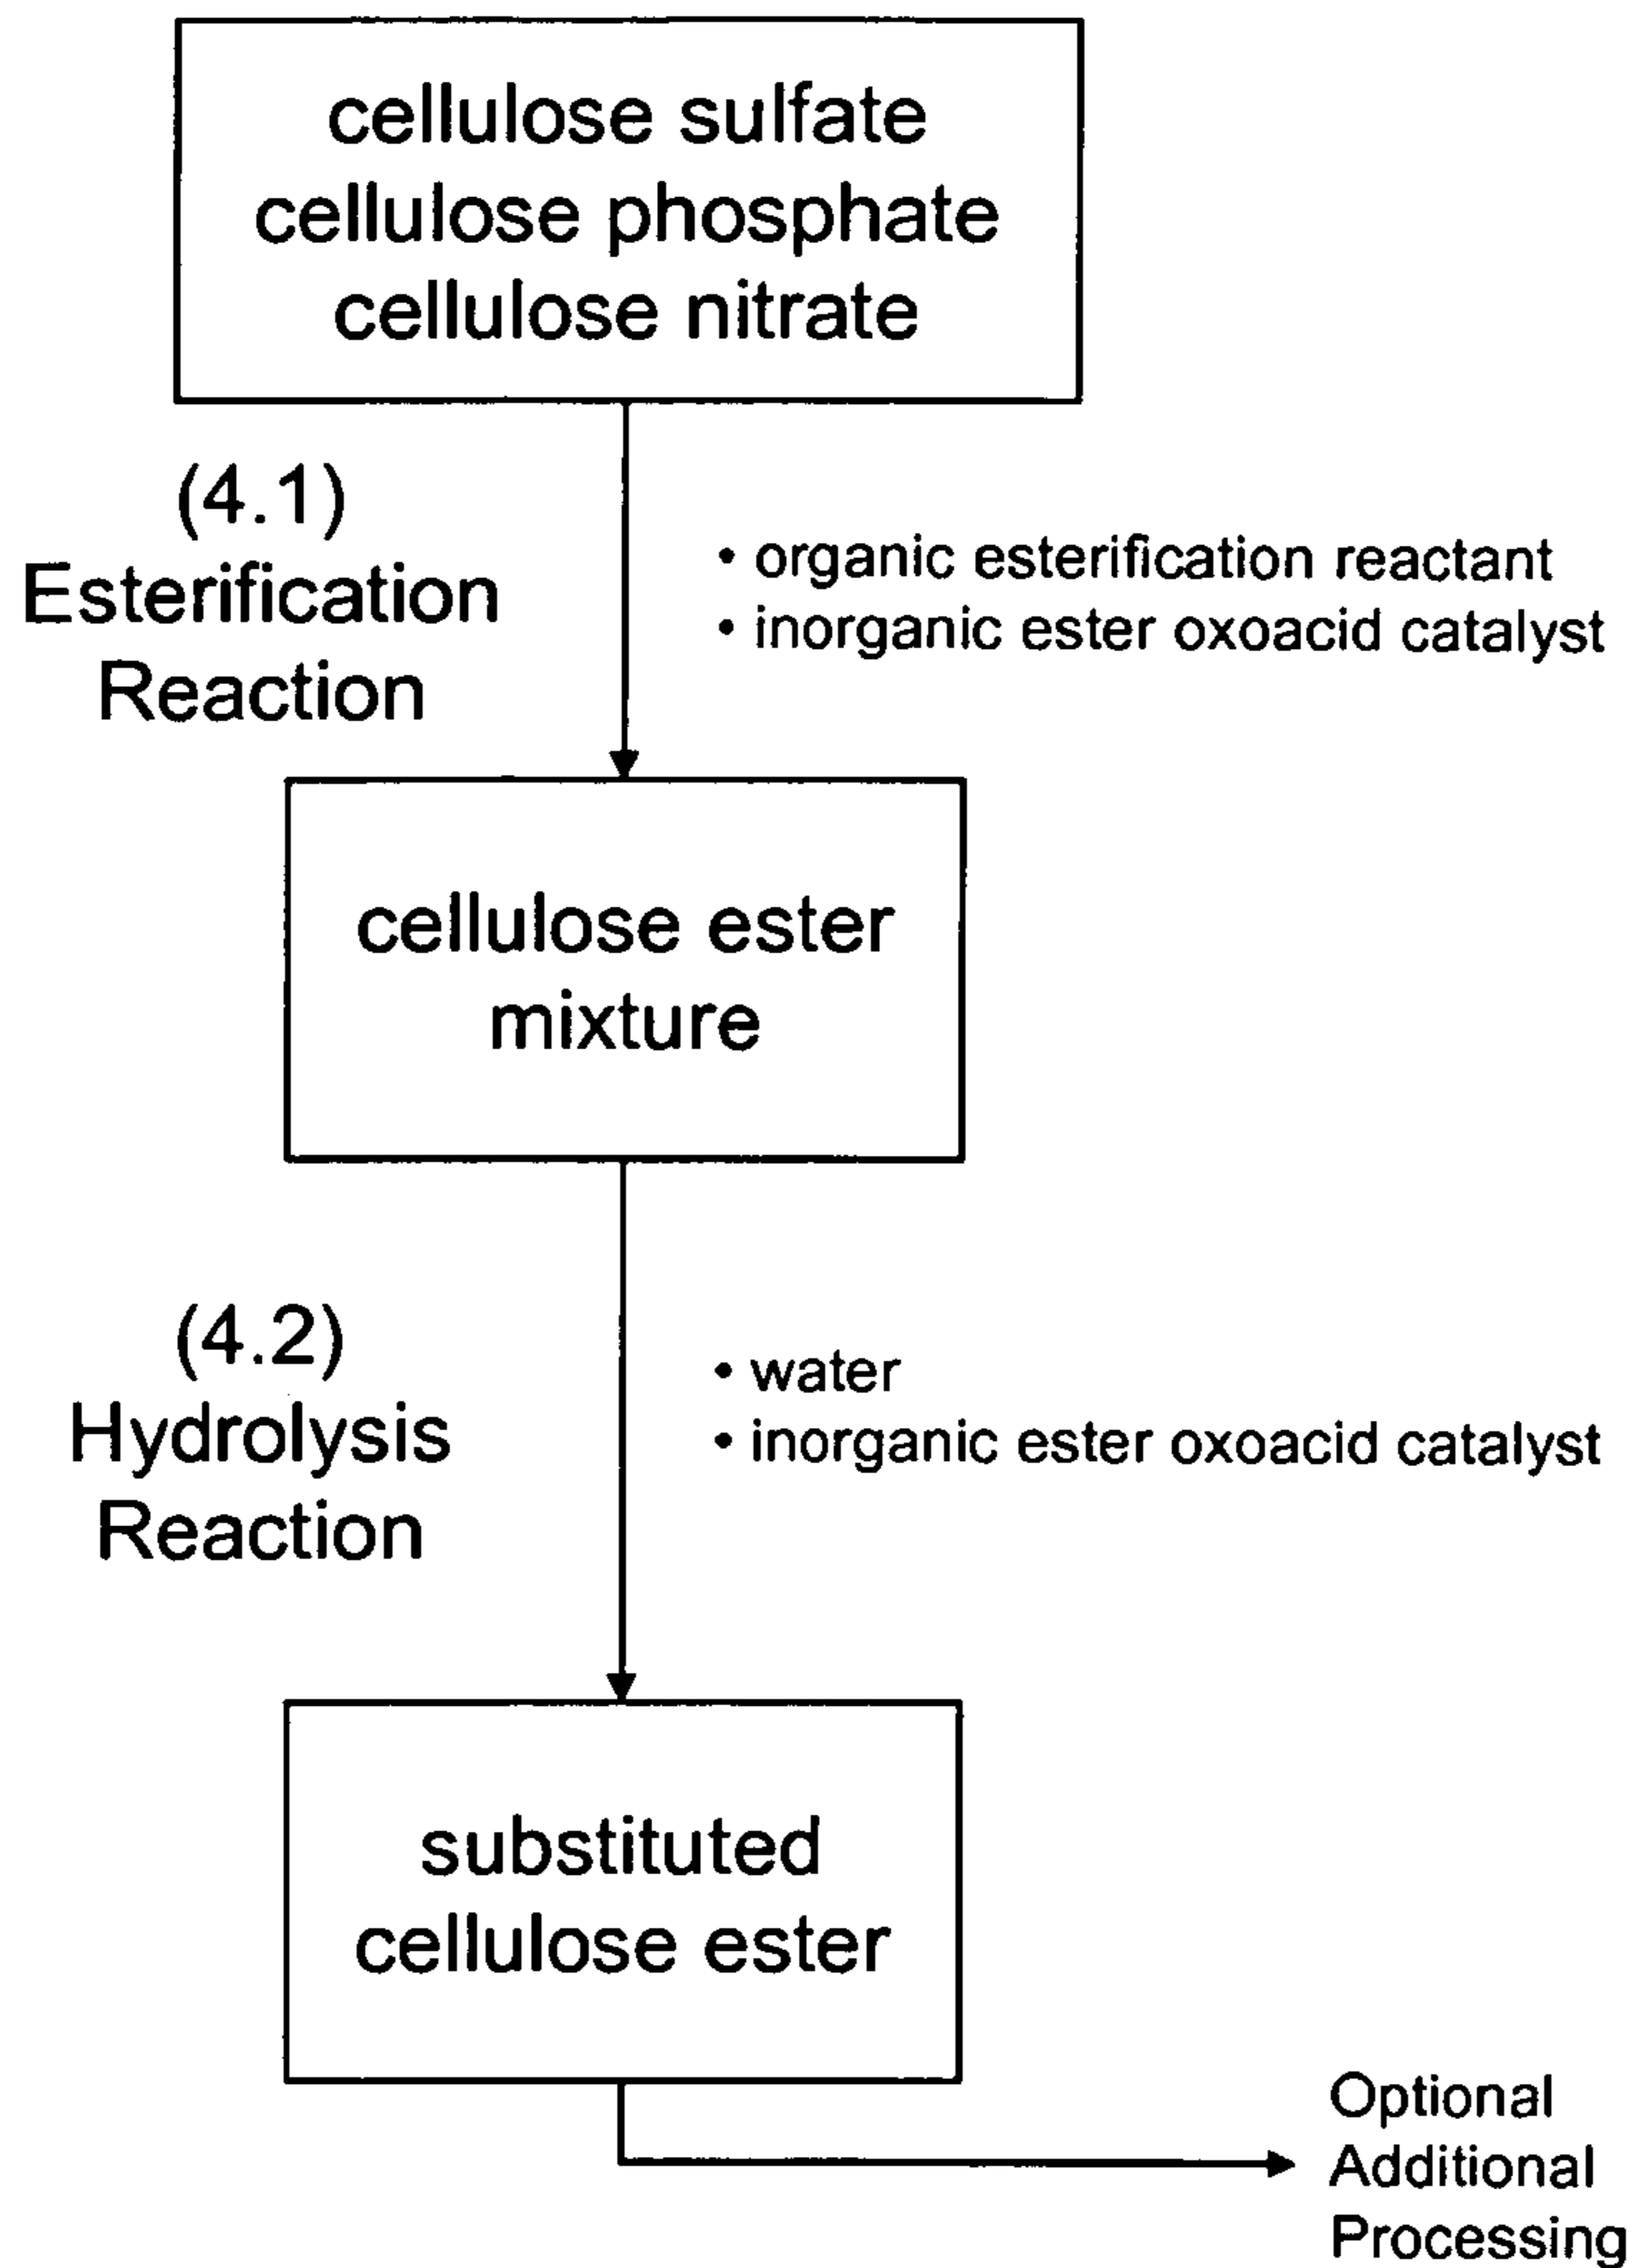 cellulose sulfate
cellulose phosphate
cellulose nitrate
(4.1)
Esterification
Reaction
• organic esterification reactant
• inorganic ester oxoacid catalyst
cellulose ester
mixture
(4.2)
Hydrolysis
Reaction
• water
• inorganic ester oxoacid catalyst
substituted
cellulose ester
Optional
Additional
Processing